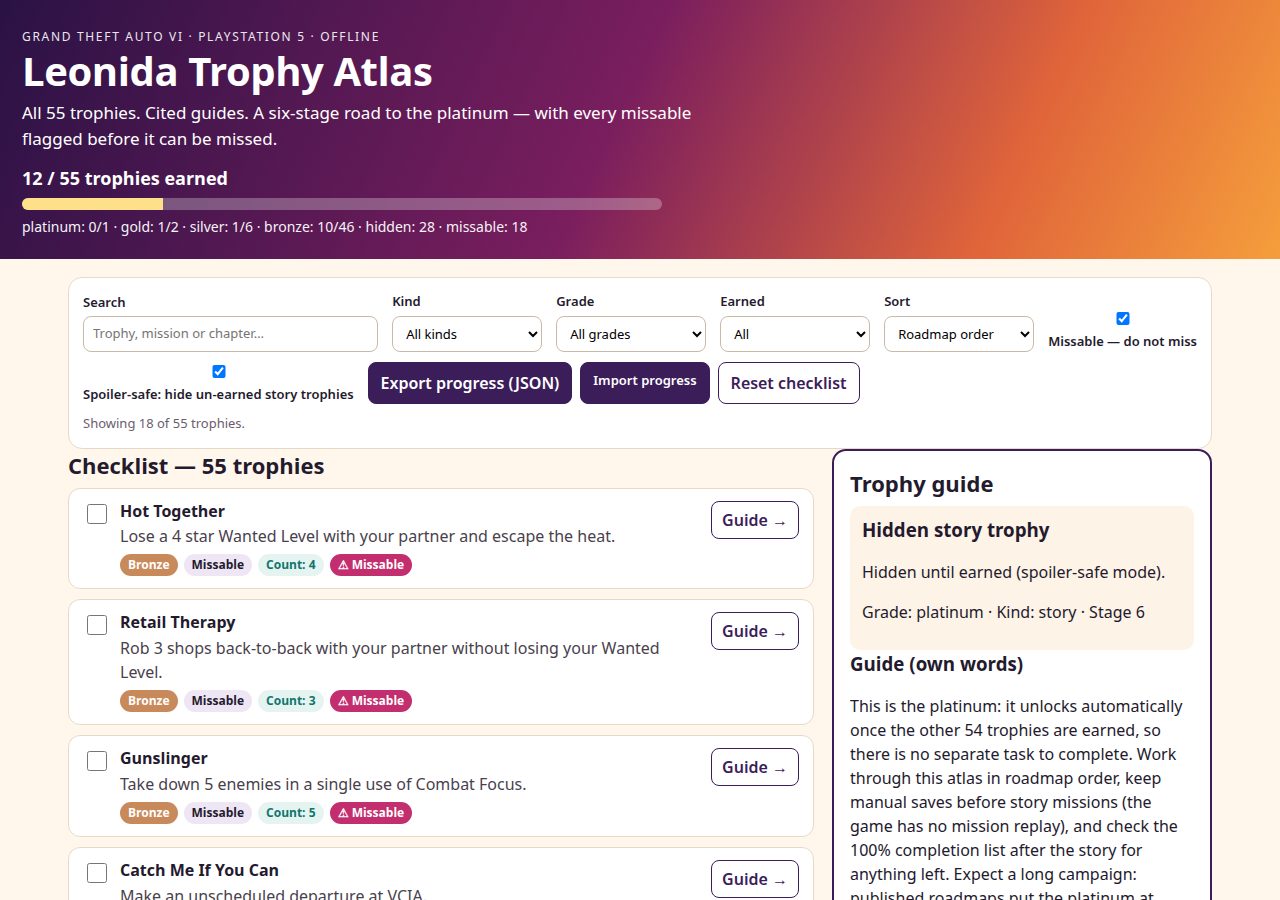 GRAND THEFT AUTO VI · PLAYSTATION 5 · OFFLINE
Leonida Trophy Atlas
All 55 trophies. Cited guides. A six-stage road to the platinum — with every missable
flagged before it can be missed.
12 / 55 trophies earned
platinum: 0/1 · gold: 1/2 · silver: 1/6 · bronze: 10/46 · hidden: 28 · missable: 18
Search
Kind
Grade
Earned
Sort
Trophy, mission or chapter...
All kinds
All grades
All
Roadmap order
Missable — do not miss
Spoiler-safe: hide un-earned story trophies
Export progress (JSON)
Import progress
Reset checklist
Showing 18 of 55 trophies.
Checklist — 55 trophies
Hot Together
Lose a 4 star Wanted Level with your partner and escape the heat.
Bronze Missable Count: 4 ⚠ Missable
Guide →
Retail Therapy
Rob 3 shops back-to-back with your partner without losing your Wanted
Level.
Bronze Missable Count: 3 ⚠ Missable
Guide →
Gunslinger
Take down 5 enemies in a single use of Combat Focus.
Bronze Missable Count: 5 ⚠ Missable
Guide →
Catch Me If You Can
Make an unscheduled departure at VCIA.
Guide →
Trophy guide
Hidden story trophy
Hidden until earned (spoiler-safe mode).
Grade: platinum · Kind: story · Stage 6
Guide (own words)
This is the platinum: it unlocks automatically
once the other 54 trophies are earned, so
there is no separate task to complete. Work
through this atlas in roadmap order, keep
manual saves before story missions (the
game has no mission replay), and check the
100% completion list after the story for
anything left. Expect a long campaign:
published roadmaps put the platinum at